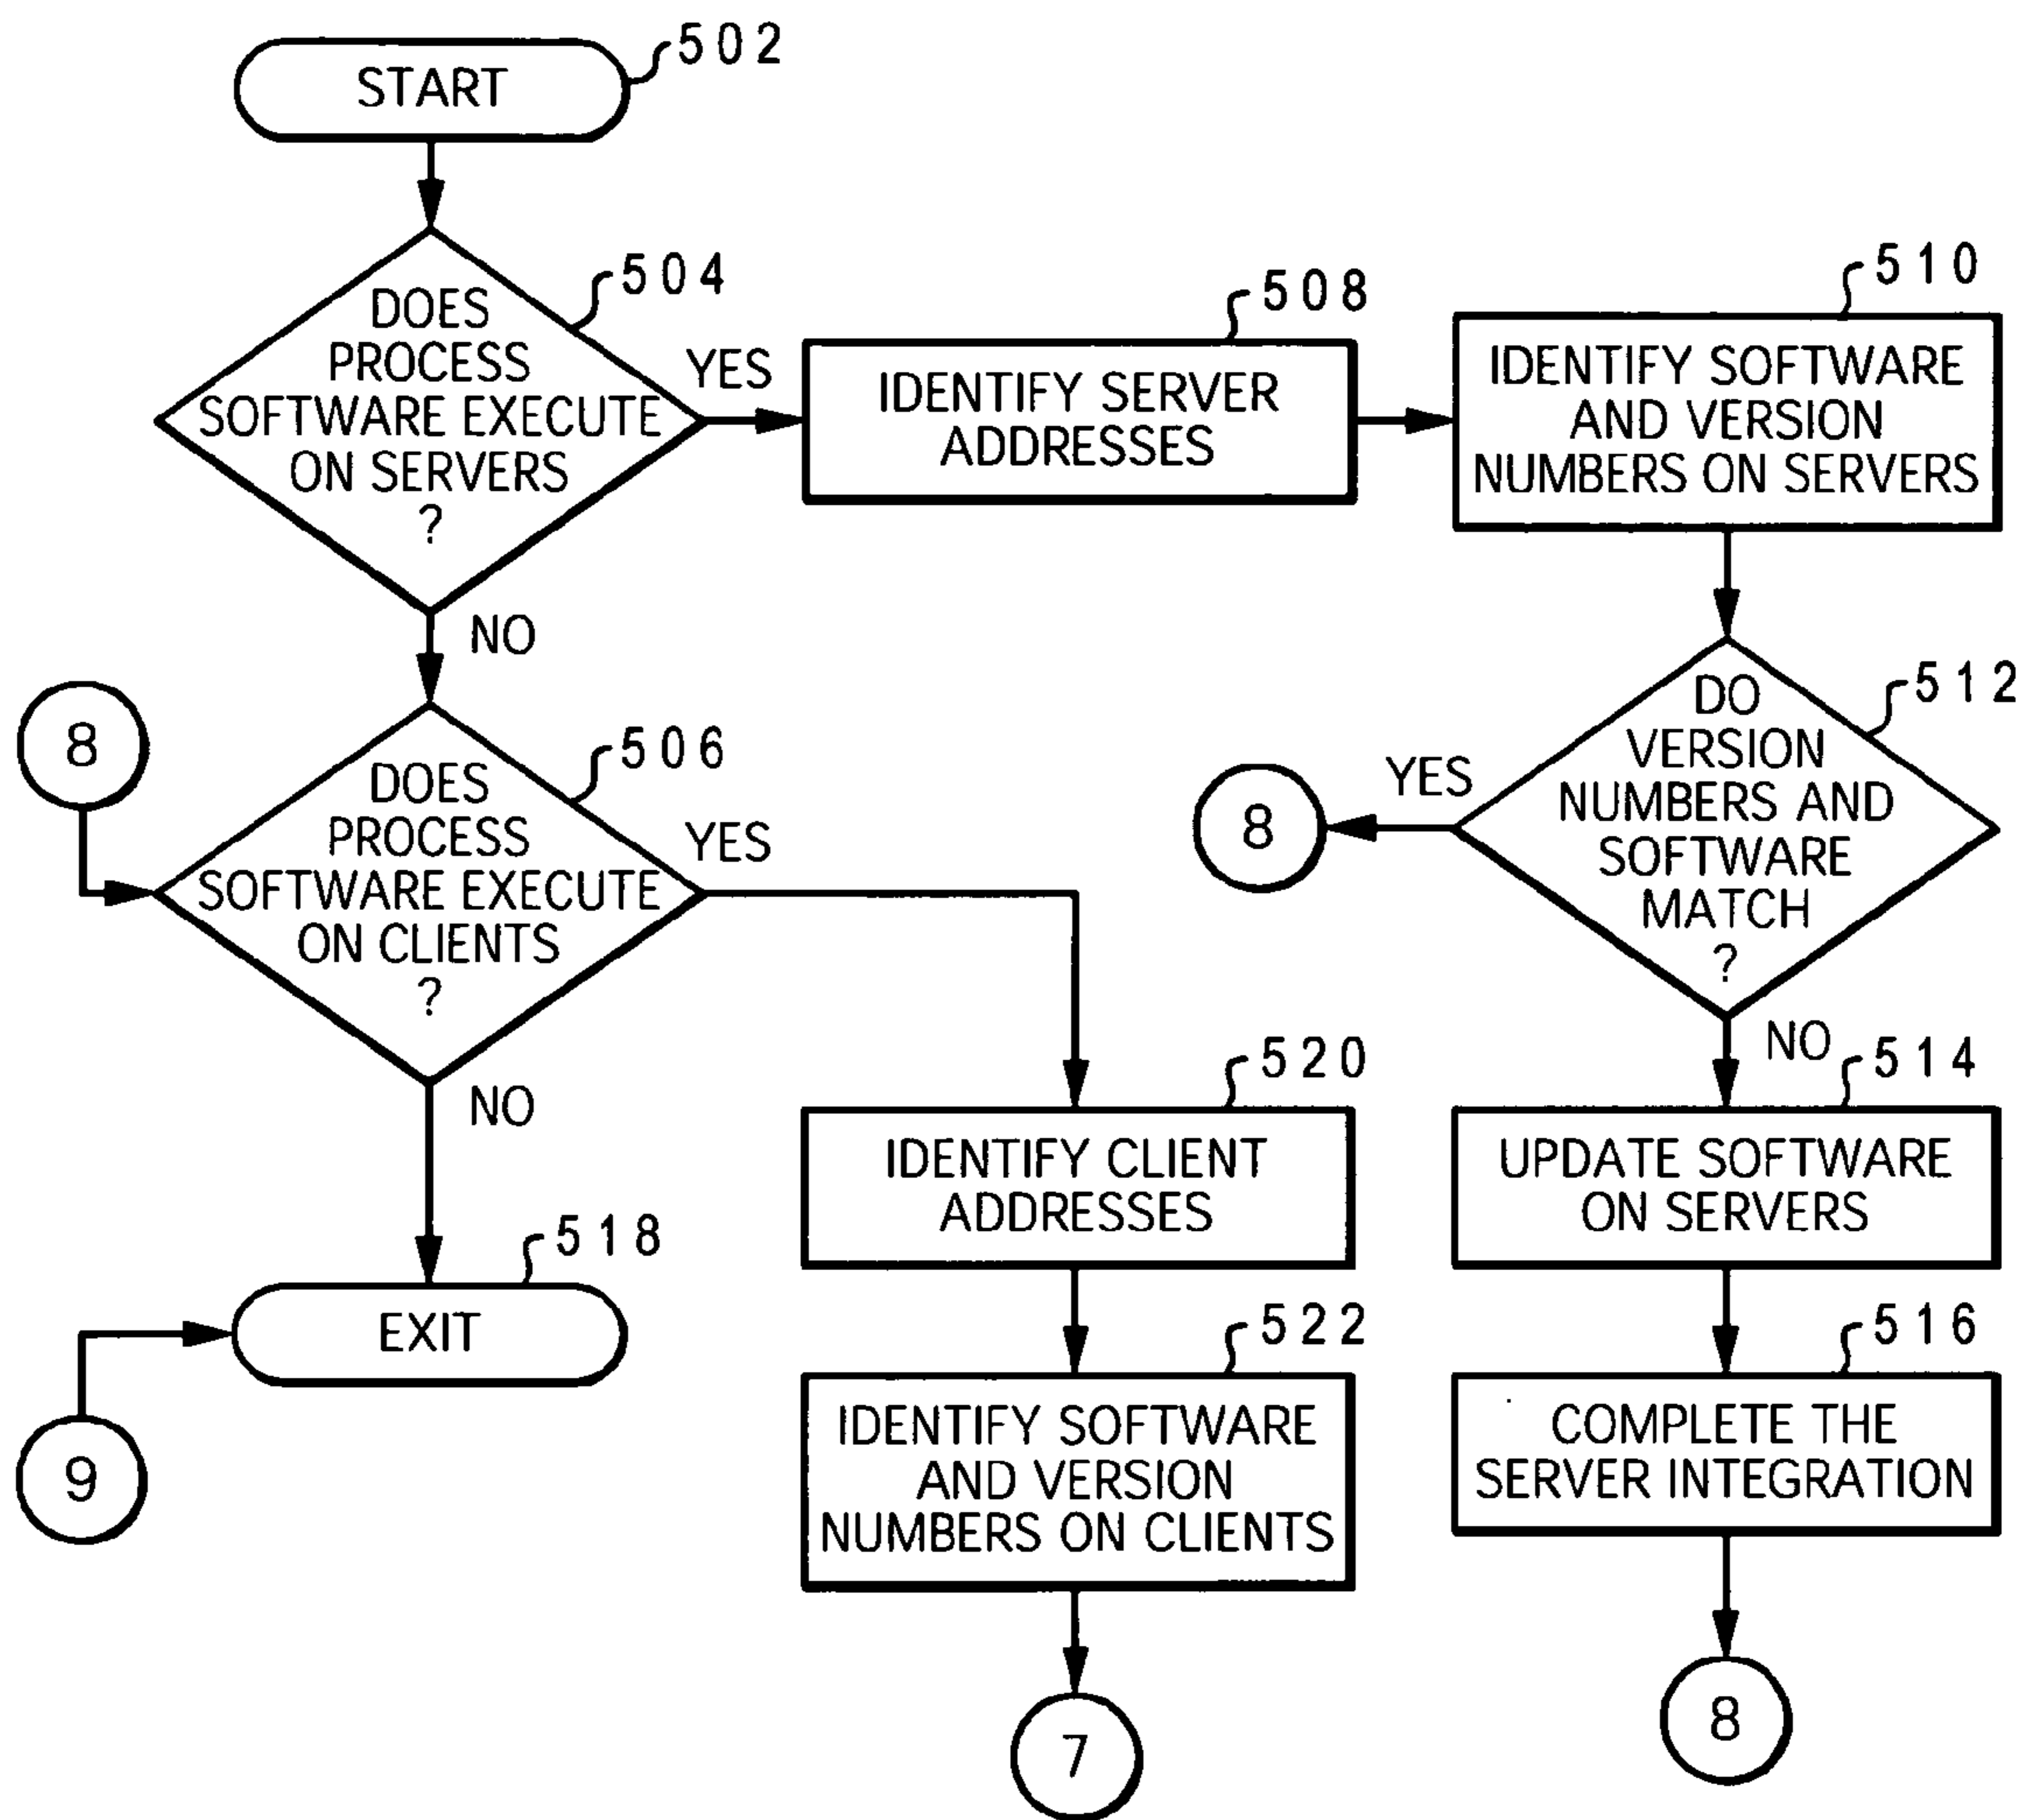 502
START
504
DOES
PROCESS
SOFTWARE EXECUTE
ON SERVERS
?
YES
NO
508
IDENTIFY SERVER
ADDRESSES
510
IDENTIFY SOFTWARE
AND VERSION
NUMBERS ON SERVERS
512
DO
VERSION
NUMBERS AND
SOFTWARE
MATCH
?
YES
8
NO
8
506
DOES
PROCESS
SOFTWARE EXECUTE
ON CLIENTS
?
YES
NO
520
IDENTIFY CLIENT
ADDRESSES
514
UPDATE SOFTWARE
ON SERVERS
518
EXIT
9
522
IDENTIFY SOFTWARE
AND VERSION
NUMBERS ON CLIENTS
7
516
COMPLETE THE
SERVER INTEGRATION
8